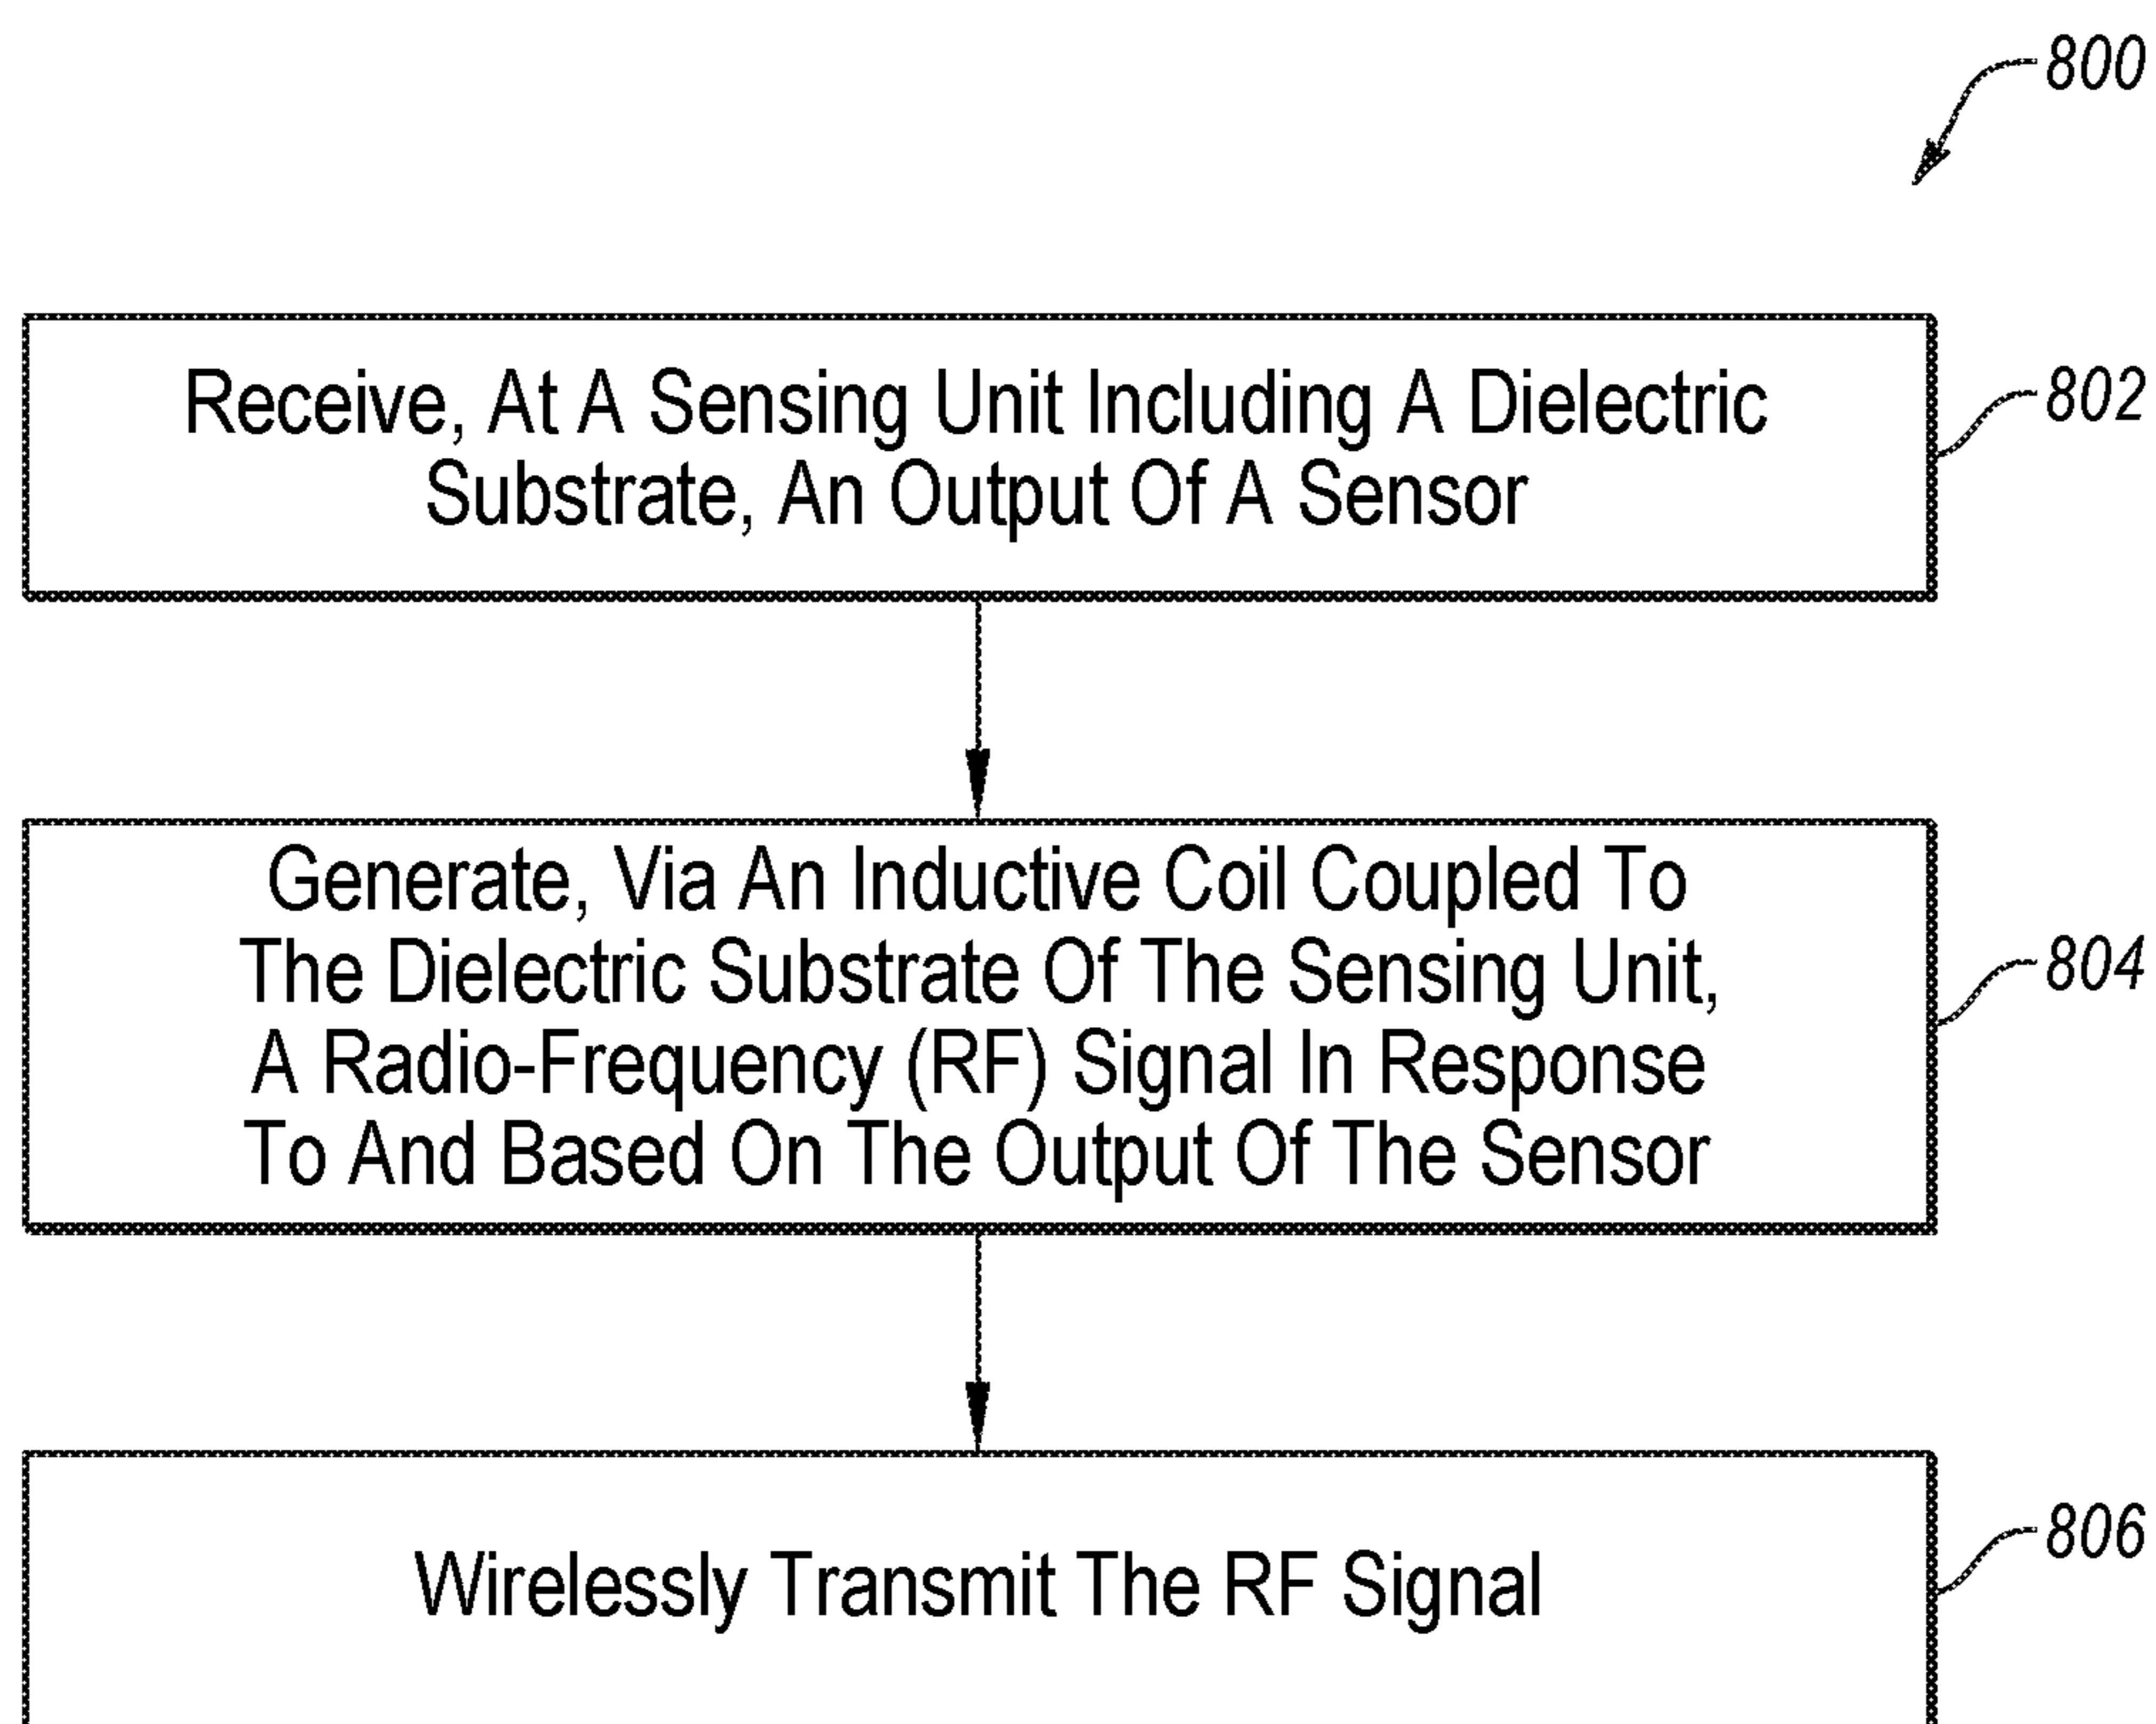 800
Receive, At A Sensing Unit Including A Dielectric
Substrate, An Output Of A Sensor
802
Generate, Via An Inductive Coil Coupled To
The Dielectric Substrate Of The Sensing Unit,
A Radio-Frequency (RF) Signal In Response
To And Based On The Output Of The Sensor
804
Wirelessly Transmit The RF Signal
806